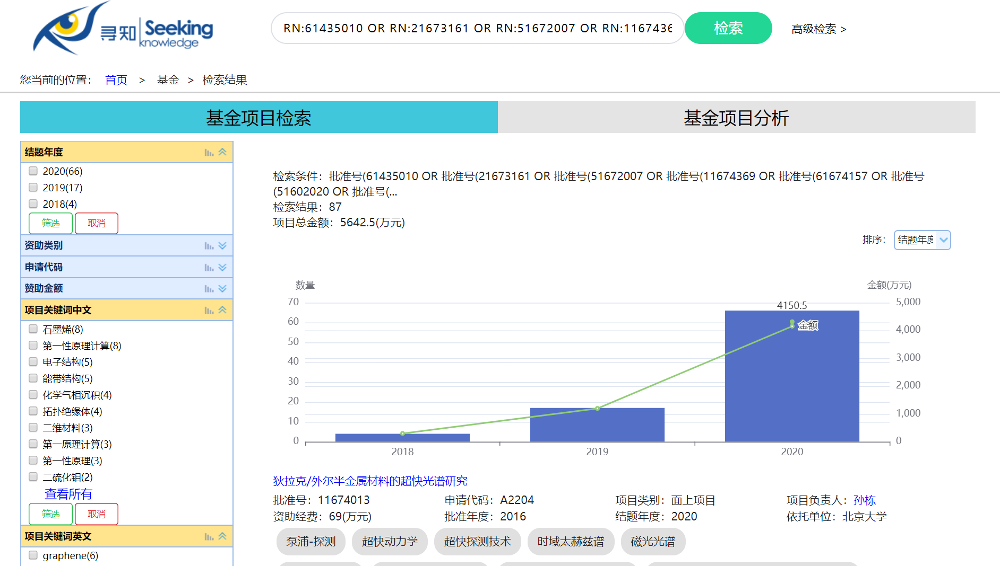 寻知 Seeking
knowledge
RN:61435010 OR RN:21673161 OR RN:51672007 OR RN:1167436
检索
高级检索 >
您当前的位置： 首页 > 基金 > 检索结果
基金项目检索
基金项目分析
结题年度
2020(66)
2019(17)
2018(4)
筛选 取消
资助类别
申请代码
赞助金额
项目关键词中文
石墨烯(8)
第一性原理计算(8)
电子结构(5)
能带结构(5)
化学气相沉积(4)
拓扑绝缘体(4)
二维材料(3)
第一原理计算(3)
第一性原理(3)
二硫化钼(2)
查看所有
筛选 取消
项目关键词英文
graphene(6)
检索条件：批准号(61435010 OR 批准号(21673161 OR 批准号(51672007 OR 批准号(11674369 OR 批准号(61674157 OR 批准号
(51602020 OR 批准号(...
检索结果：87
项目总金额：5642.5(万元)
排序： 结题年度
数量
金额(万元)
70
60
50
40
30
20
10
0
5,000
4,000
3,000
2,000
1,000
0
4150.5
金额
2018
2019
2020
狄拉克/外尔半金属材料的超快光谱研究
批准号：11674013 申请代码：A2204 项目类别：面上项目 项目负责人：孙栋
资助经费：69(万元) 批准年度：2016 结题年度：2020 依托单位：北京大学
泵浦-探测 超快动力学 超快探测技术 时域太赫兹谱 磁光光谱